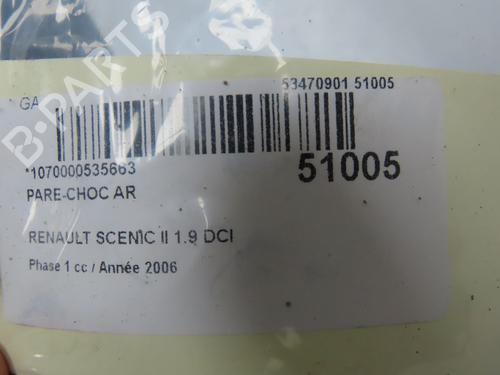 53470901 51005
GA
B-PARTS
*1070000535663
51005
PARE-CHOC AR
RENAULT SCENIC II 1.9 DCI
Phase 1 cc / Année 2006